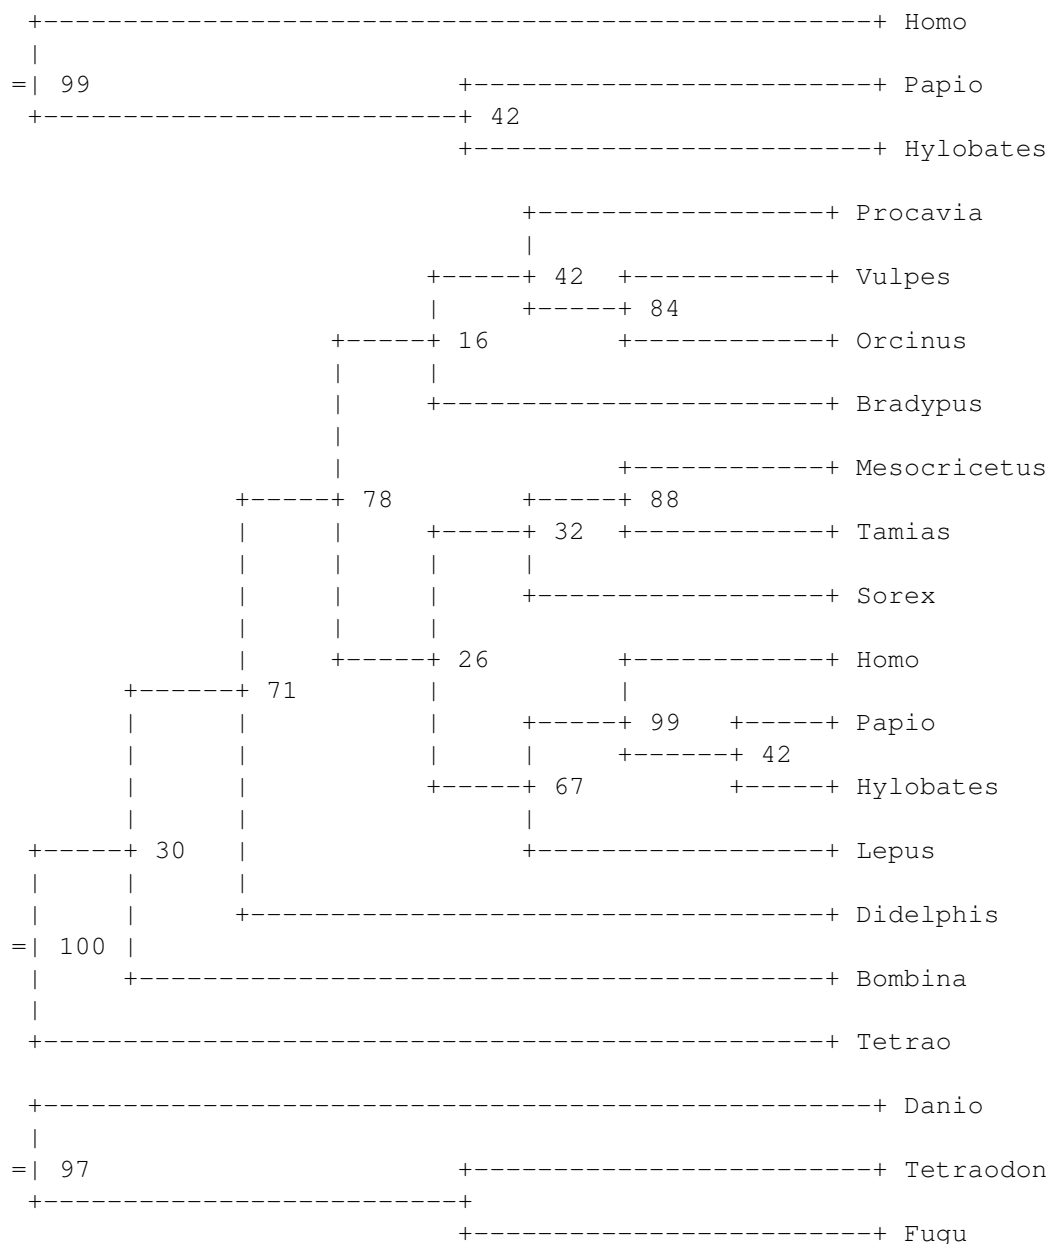 Homo
99 Papio
42
Hylobates
Procavia
42 Vulpes
84
16 Orcinus
Bradypus
Mesocricetus
78 88
32 Tamias
Sorex
26 Homo
71
99 Papio
42
67 Hylobates
30 Lepus
Didelphis
100
Bombina
Tetrao
Danio
97 Tetraodon
Fugu